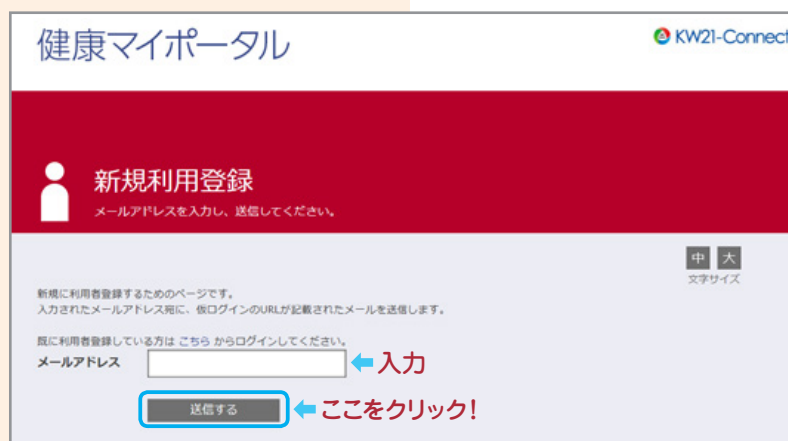 健康マイポータル
KW21-Connect
新規利用登録
メールアドレスを入力し、送信してください。
中 大
文字サイズ
新規に利用者登録するためのページです。
入力されたメールアドレス宛に、仮ログインのURLが記載されたメールを送信します。
既に利用者登録している方は こちら からログインしてください。
メールアドレス 入力
送信する ここをクリック!